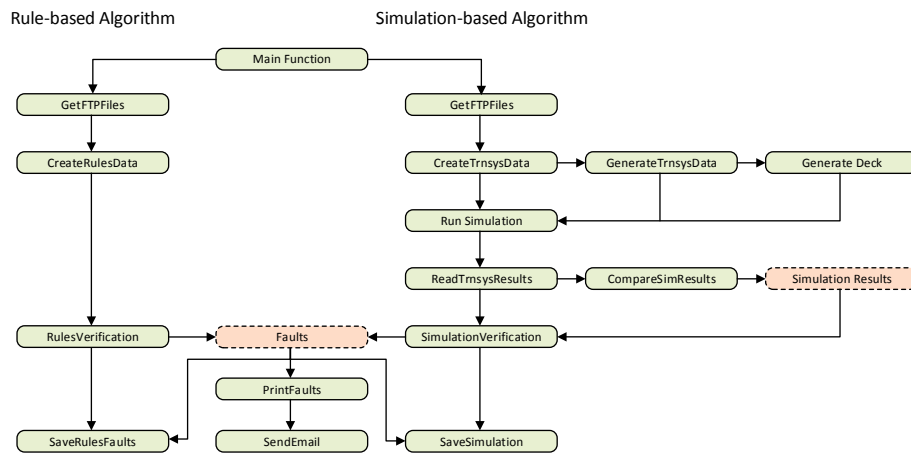 Rule-based Algorithm
Simulation-based Algorithm
Main Function
GetFTPFiles
GetFTPFiles
CreateRulesData
CreateTrnsysData
GenerateTrnsysData
Generate Deck
Run Simulation
ReadTrnsysResults
CompareSimResults
Simulation Results
RulesVerification
Faults
SimulationVerification
PrintFaults
SaveRulesFaults
SendEmail
SaveSimulation